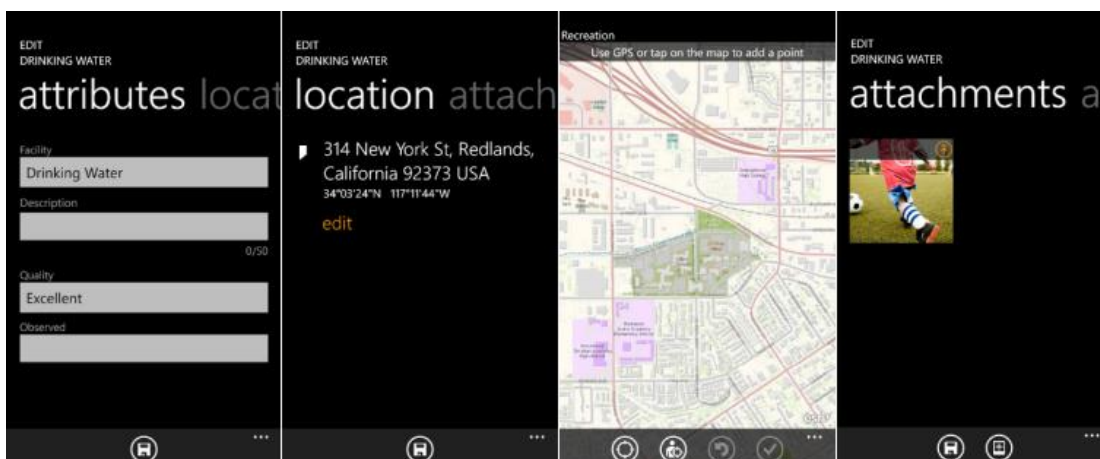 EDIT
DRINKING WATER
attributes locat
Facility
Drinking Water
Description
0/50
Quality
Excellent
Observed
EDIT
DRINKING WATER
location attach
314 New York St, Redlands,
California 92373 USA
34°03'24"N 117°11'44"W
edit
Recreation
Use GPS or tap on the map to add a point
esri
EDIT
DRINKING WATER
attachments a